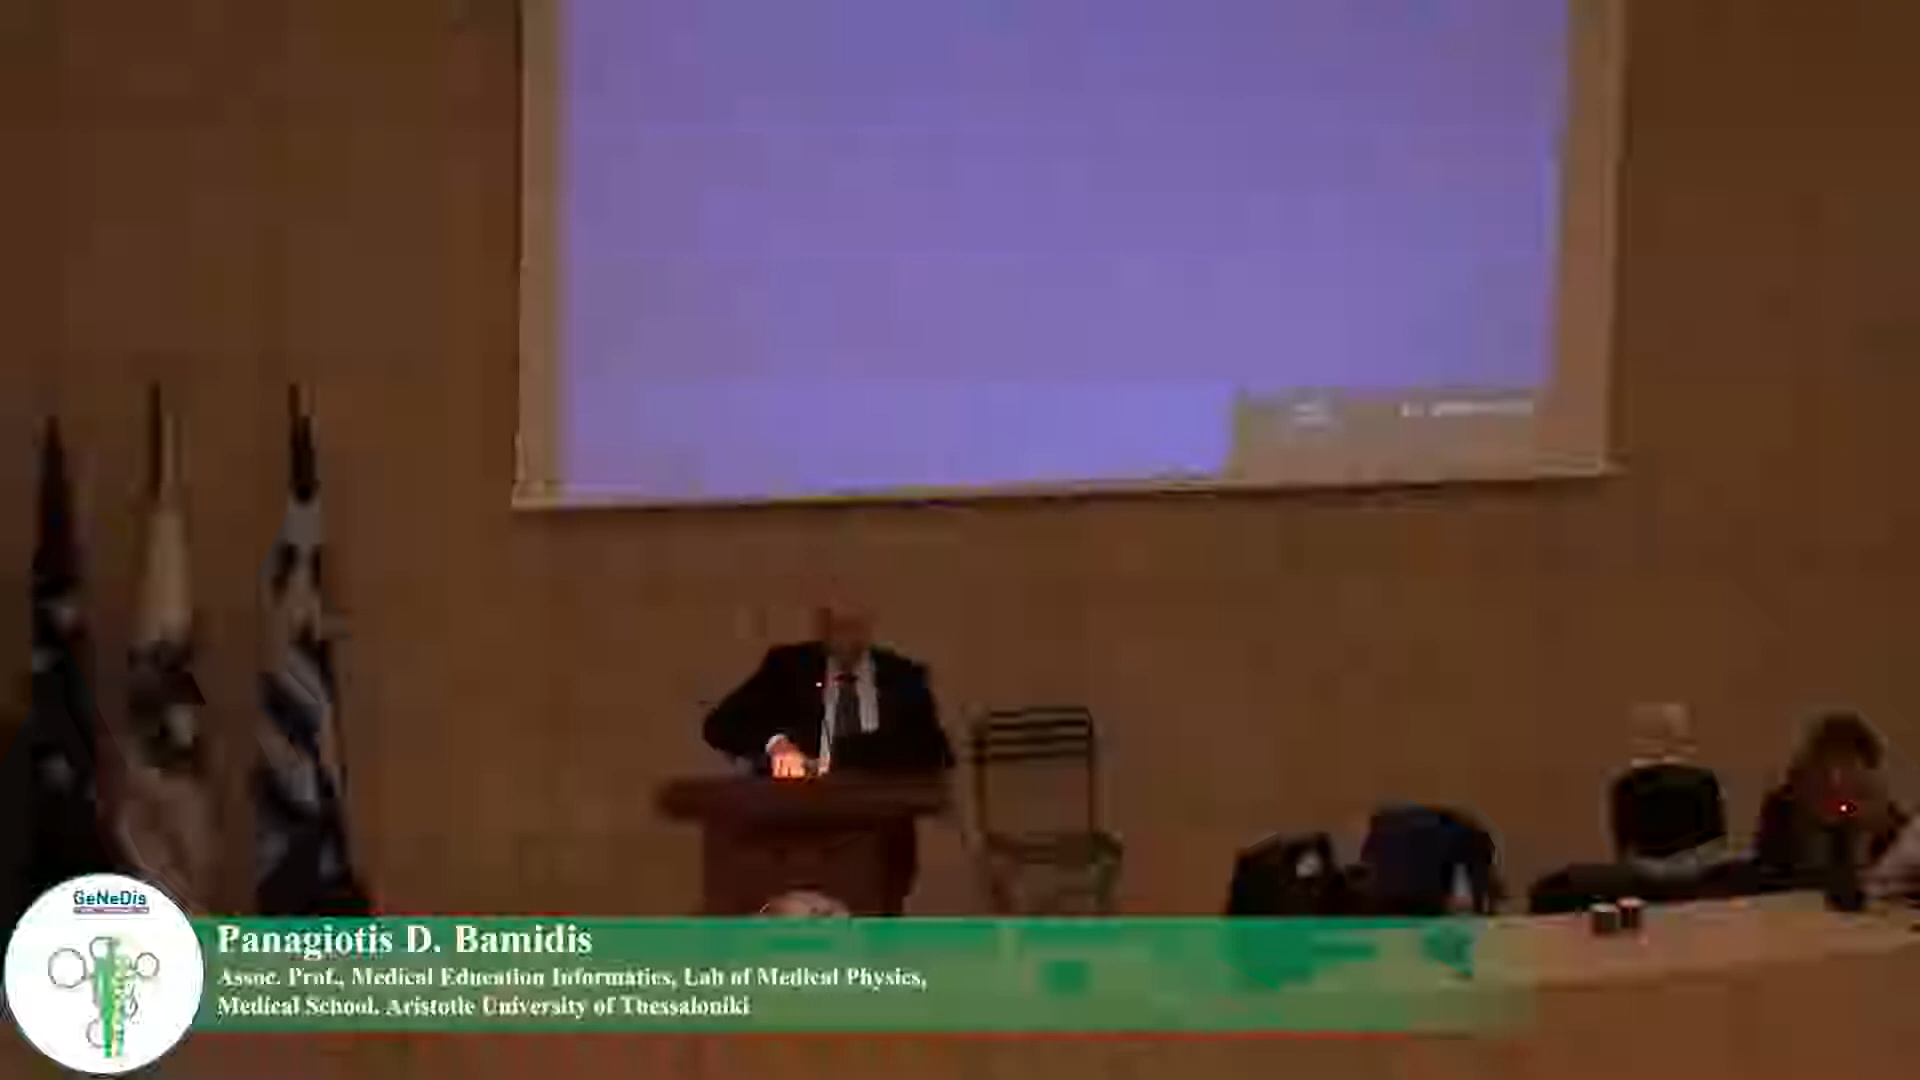 GeNeDis
Panagiotis D. Bamidis
Assoc. Prof., Medical Education Informatics, Lab of Medical Physics,
Medical School, Aristotle University of Thessaloniki